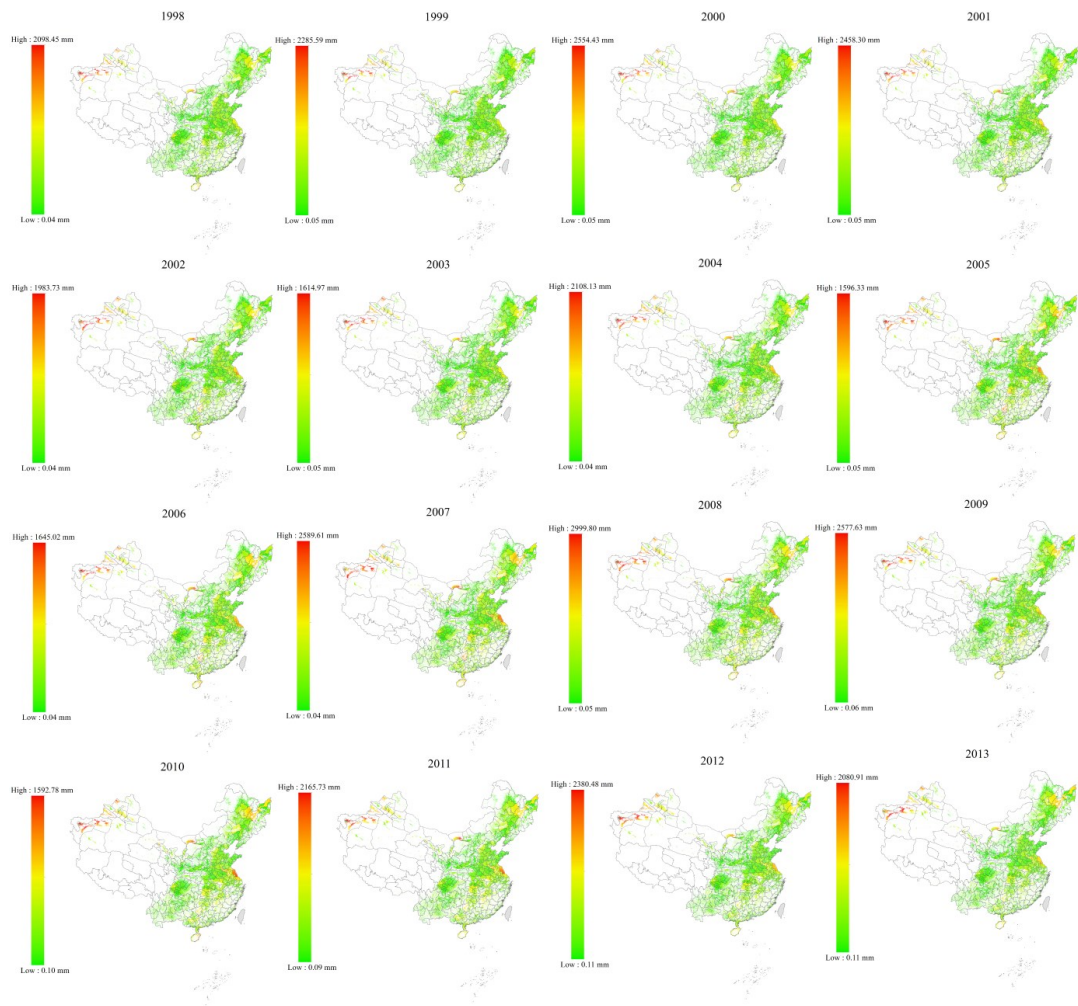 1998
High : 2098.45 mm
Low : 0.04 mm
1999
High : 2285.59 mm
Low : 0.05 mm
2000
High : 2554.43 mm
Low : 0.05 mm
2001
High : 2458.30 mm
Low : 0.05 mm
2002
High : 1983.73 mm
Low : 0.04 mm
2003
High : 1614.97 mm
Low : 0.05 mm
2004
High : 2108.13 mm
Low : 0.04 mm
2005
High : 1596.33 mm
Low : 0.05 mm
2006
High : 1645.02 mm
Low : 0.04 mm
2007
High : 2589.61 mm
Low : 0.04 mm
2008
High : 2999.80 mm
Low : 0.05 mm
2009
High : 2577.63 mm
Low : 0.06 mm
2010
High : 1592.78 mm
Low : 0.10 mm
2011
High : 2165.73 mm
Low : 0.09 mm
2012
High : 2380.48 mm
Low : 0.11 mm
2013
High : 2080.91 mm
Low : 0.11 mm